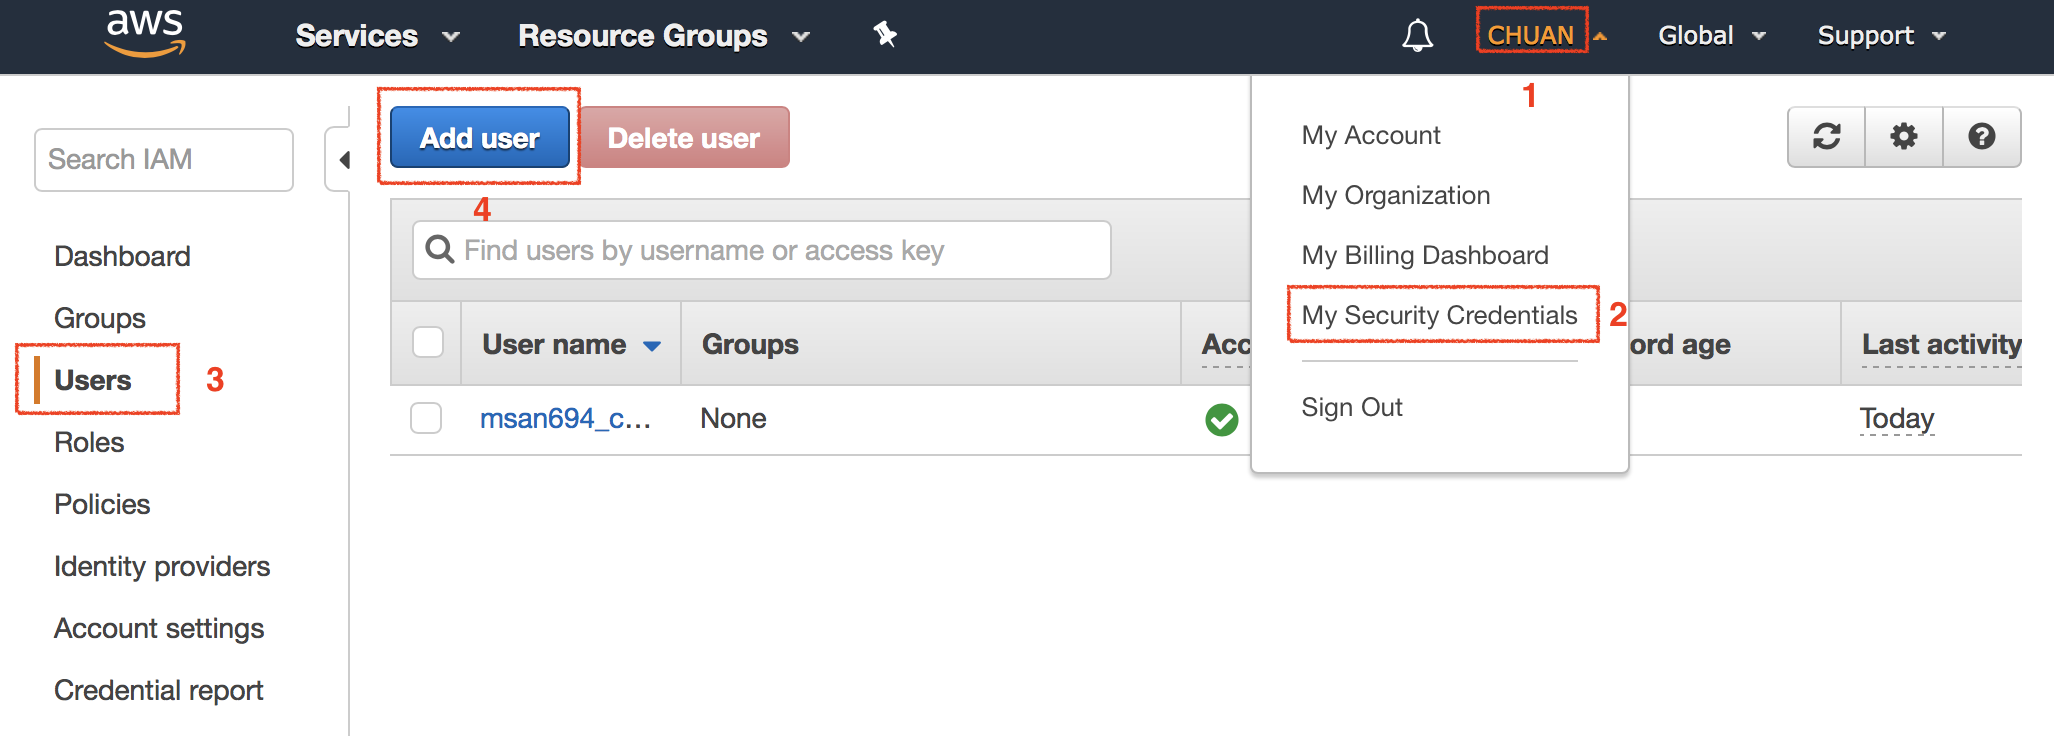 aws Services Resource Groups CHUAN Global Support
1
Add user Delete user
4
My Account
My Organization
My Billing Dashboard
My Security Credentials 2
Sign Out
Search IAM
Dashboard
Groups
Users 3
Roles
Policies
Identity providers
Account settings
Credential report
Find users by username or access key
User name Groups Acc ord age Last activity
msan694_c... None Today